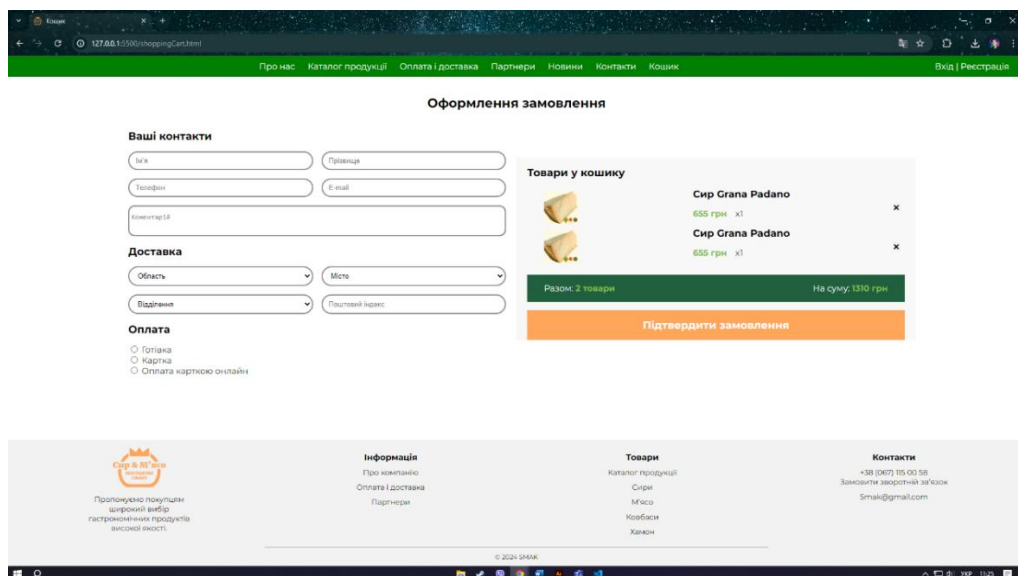 Кошик
127.0.0.1:5500/shoppingCart.html
Про нас Каталог продукції Оплата і доставка Партнери Новини Контакти Кошик Вхід | Реєстрація
Оформлення замовлення
Ваші контакти
Ім'я Прізвище
Телефон E-mail
Коментар
Доставка
Область Місто
Відділення Поштовий індекс
Оплата
Готівка
Картка
Оплата карткою онлайн
Товари у кошику
Сир Grana Padano
655 грн x1
Сир Grana Padano
655 грн x1
Разом: 2 товари На суму: 1310 грн
Підтвердити замовлення
Сир & М'ясо
Пропонуємо покупцям
широкий вибір
гастрономічних продуктів
високої якості.
Інформація
Про компанію
Оплата і доставка
Партнери
Товари
Каталог продукції
Сири
М'ясо
Ковбаси
Хамон
Контакти
+38 (067) 115 00 58
Замовити зворотній зв'язок
Smak@gmail.com
© 2024 SMAK
УКР 11:25